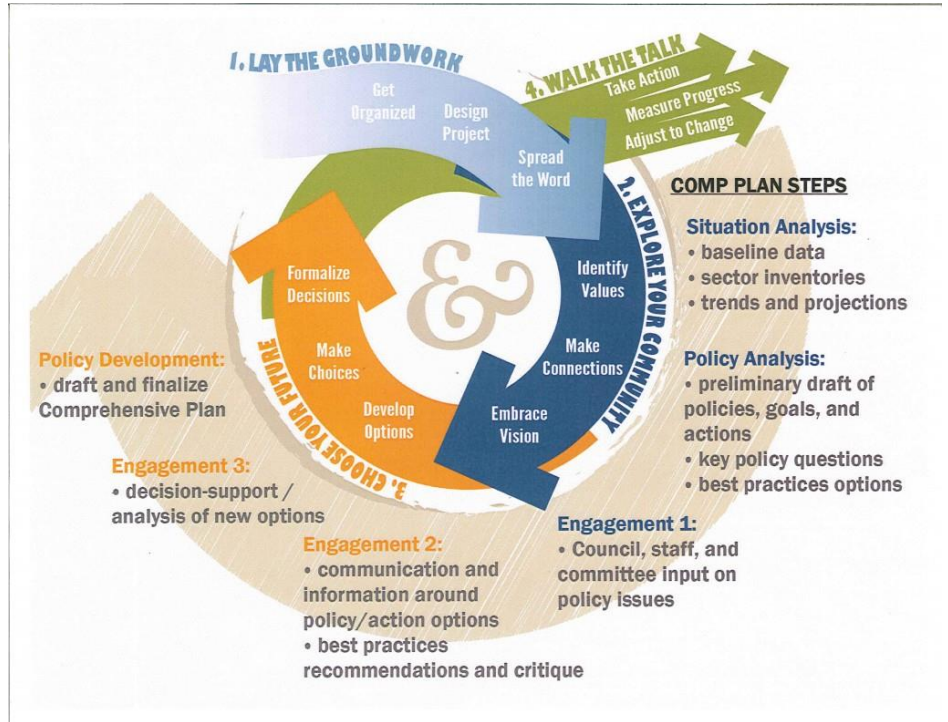 1. LAY THE GROUNDWORK
Get
Organized
Design
Project
Spread
the Word
4. WALK THE TALK
Take Action
Measure Progress
Adjust to Change
2. EXPLORE YOUR COMMUNITY
Identify
Values
Make
Connections
Embrace
Vision
3. CHOOSE YOUR FUTURE
Develop
Options
Make
Choices
Formalize
Decisions
&
COMP PLAN STEPS
Situation Analysis:
• baseline data
• sector inventories
• trends and projections
Policy Analysis:
• preliminary draft of
policies, goals, and
actions
• key policy questions
• best practices options
Engagement 1:
• Council, staff, and
committee input on
policy issues
Engagement 2:
• communication and
information around
policy/action options
• best practices
recommendations and critique
Engagement 3:
• decision-support /
analysis of new options
Policy Development:
• draft and finalize
Comprehensive Plan